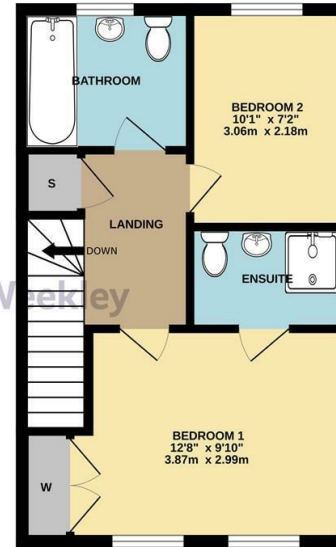 BATHROOM
BEDROOM 2
10'1" x 7'2"
3.06m x 2.18m
S
LANDING
DOWN
ENSUITE
Weekley
BEDROOM 1
12'8" x 9'10"
3.87m x 2.99m
W